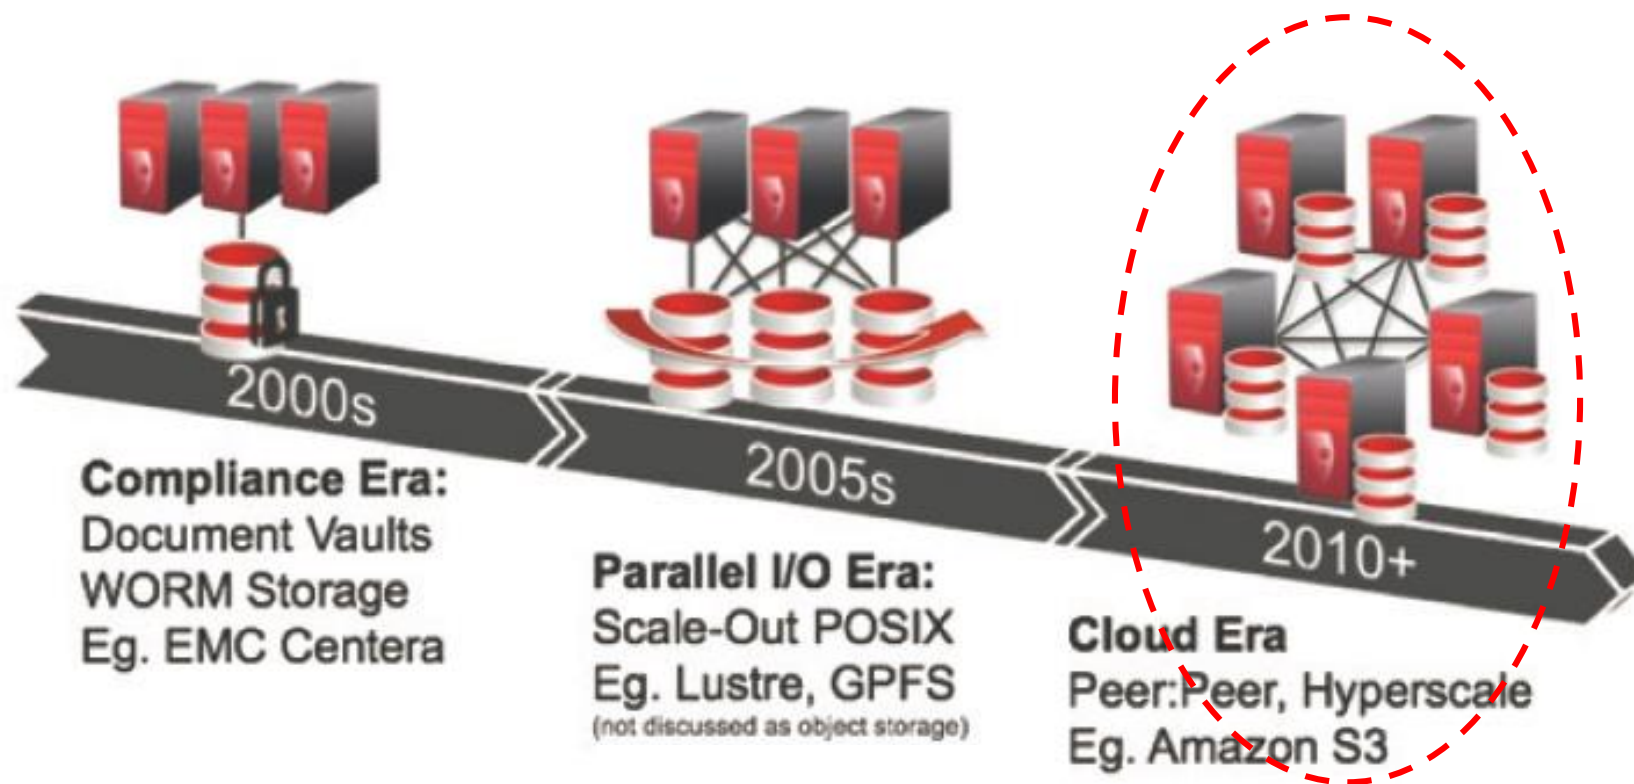 2000s
Compliance Era:
Document Vaults
WORM Storage
Eg. EMC Centera
2005s
Parallel I/O Era:
Scale-Out POSIX
Eg. Lustre, GPFS
(not discussed as object storage)
2010+
Cloud Era
Peer:Peer, Hyperscale
Eg. Amazon S3